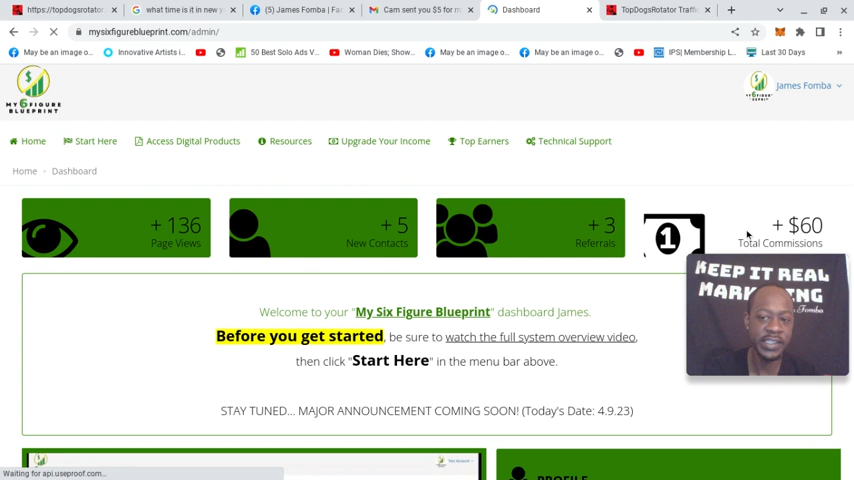 https://topdogsrotator
what time is it in new y
(5) James Fomba | Fac
Cam sent you $5 for m
Dashboard
TopDogsRotator Traffi
mysixfigureblueprint.com/admin/
May be an image o...
Innovative Artists i...
50 Best Solo Ads V...
Woman Dies; Show...
May be an image o...
May be an image o...
IPS| Membership L...
Last 30 Days
MY 6 FIGURE
BLUEPRINT
James Fomba
Home
Start Here
Access Digital Products
Resources
Upgrade Your Income
Top Earners
Technical Support
Home
Dashboard
+ 136
Page Views
+ 5
New Contacts
+ 3
Referrals
1
+ $60
Total Commissions
KEEP IT REAL
MARKETING
Fomba
Welcome to your "My Six Figure Blueprint" dashboard James.
Before you get started, be sure to watch the full system overview video,
then click "Start Here" in the menu bar above.
STAY TUNED... MAJOR ANNOUNCEMENT COMING SOON! (Today's Date: 4.9.23)
PROFILE
Waiting for api.useproof.com...